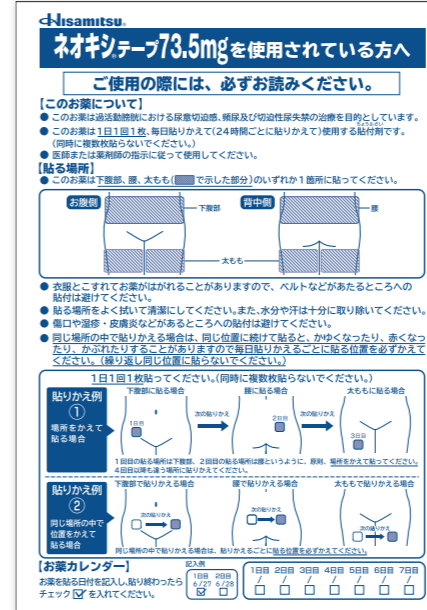 Hisamitsu.
ネオキシ®テープ73.5mgを使用されている方へ
ご使用の際には、必ずお読みください。
【このお薬について】
● このお薬は過活動膀胱における尿意切迫感、頻尿及び切迫性尿失禁の治療を目的としています。
● このお薬は1日1回1枚、毎日貼りかえて(24時間ごとに貼りかえて)使用する貼付剤です。
ちょうふざい
(同時に複数枚貼らないでください。)
● 医師または薬剤師の指示に従って使用してください。
【貼る場所】
● このお薬は下腹部、腰、太もも(で示した部分)のいずれか1箇所に貼ってください。
お腹側
下腹部
背中側
腰
太もも
● 衣服とこすれてお薬がはがれることがありますので、ベルトなどがあたるところへの
貼付は避けてください。
● 貼る場所をよく拭いて清潔にしてください。また、水分や汗は十分に取り除いてください。
● 傷口や湿疹・皮膚炎などがあるところへの貼付は避けてください。
● 同じ場所の中で貼りかえる場合は、同じ位置に続けて貼ると、かゆくなったり、赤くなっ
たり、かぶれたりすることがありますので毎日貼りかえるごとに貼る位置を必ずかえて
ください。(繰り返し同じ位置に貼らないでください。)
1日1回1枚貼ってください。(同時に複数枚貼らないでください。)
貼りかえ例
①
場所をかえて
貼る場合
下腹部に貼る場合
腰に貼る場合
太ももに貼る場合
1日目
次の貼りかえ
2日目
次の貼りかえ
3日目
1回目の貼る場所は下腹部、2回目の貼る場所は腰というように、原則、場所をかえて貼ってください。
4回目以降も違う場所に貼りかえてください。
貼りかえ例
②
同じ場所の中で
位置をかえて
貼る場合
下腹部で貼りかえる場合
腰で貼りかえる場合
太ももで貼りかえる場合
次の貼りかえ
次の貼りかえ
次の貼りかえ
同じ場所の中で貼りかえる場合は、貼りかえるごとに貼る位置を必ずかえてください。
【お薬カレンダー】
お薬を貼る日付を記入し、貼り終わったら
チェック☑を入れてください。
記入例
1日目 2日目
6/27 6/28
1日目 2日目 3日目 4日目 5日目 6日目 7日目
/ / / / / / /